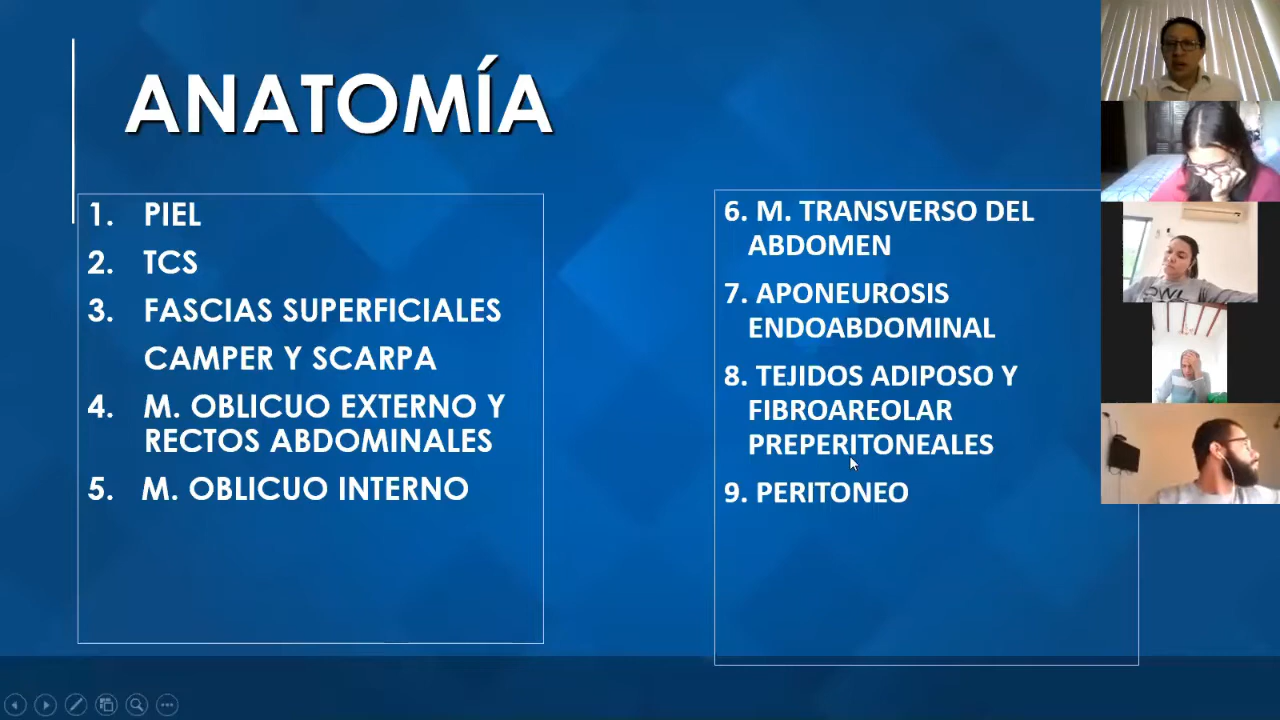 ANATOMÍA
1. PIEL
2. TCS
3. FASCIAS SUPERFICIALES
CAMPER Y SCARPA
4. M. OBLICUO EXTERNO Y
RECTOS ABDOMINALES
5. M. OBLICUO INTERNO
6. M. TRANSVERSO DEL
ABDOMEN
7. APONEUROSIS
ENDOABDOMINAL
8. TEJIDOS ADIPOSO Y
FIBROAREOLAR
PREPERITONEALES
9. PERITONEO